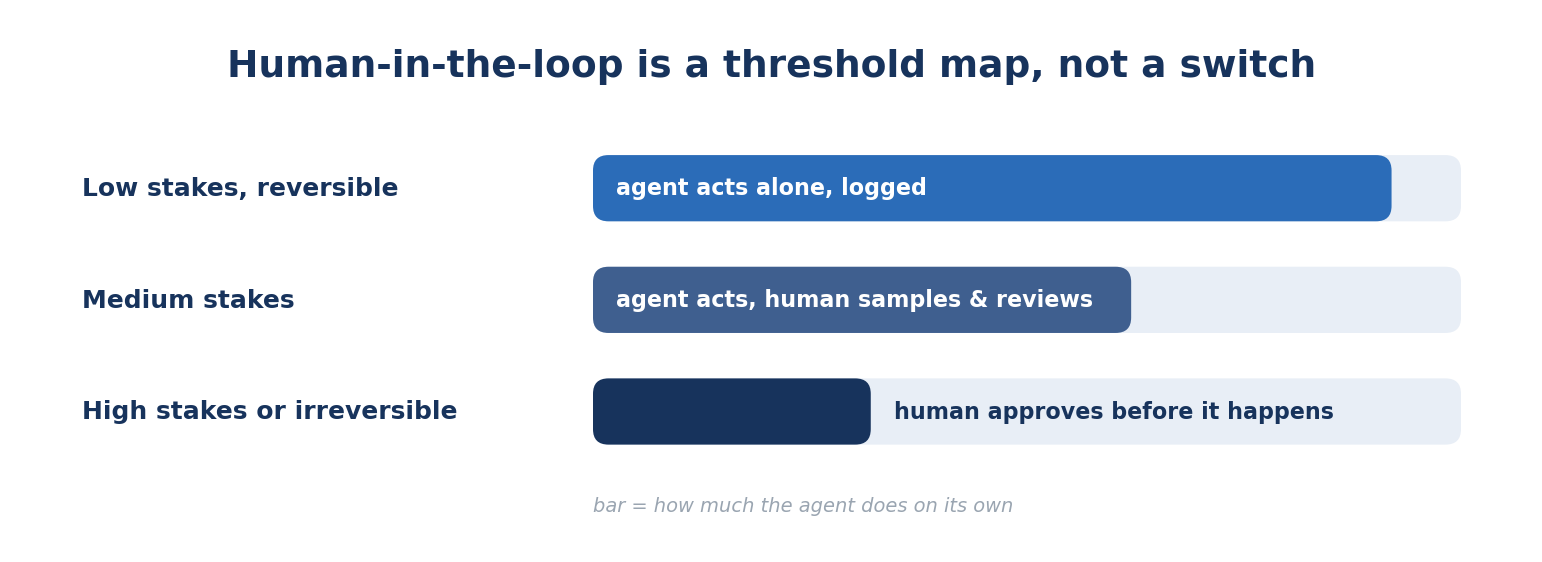 Human-in-the-loop is a threshold map, not a switch
Low stakes, reversible
agent acts alone, logged
Medium stakes
agent acts, human samples & reviews
High stakes or irreversible
human approves before it happens
bar = how much the agent does on its own